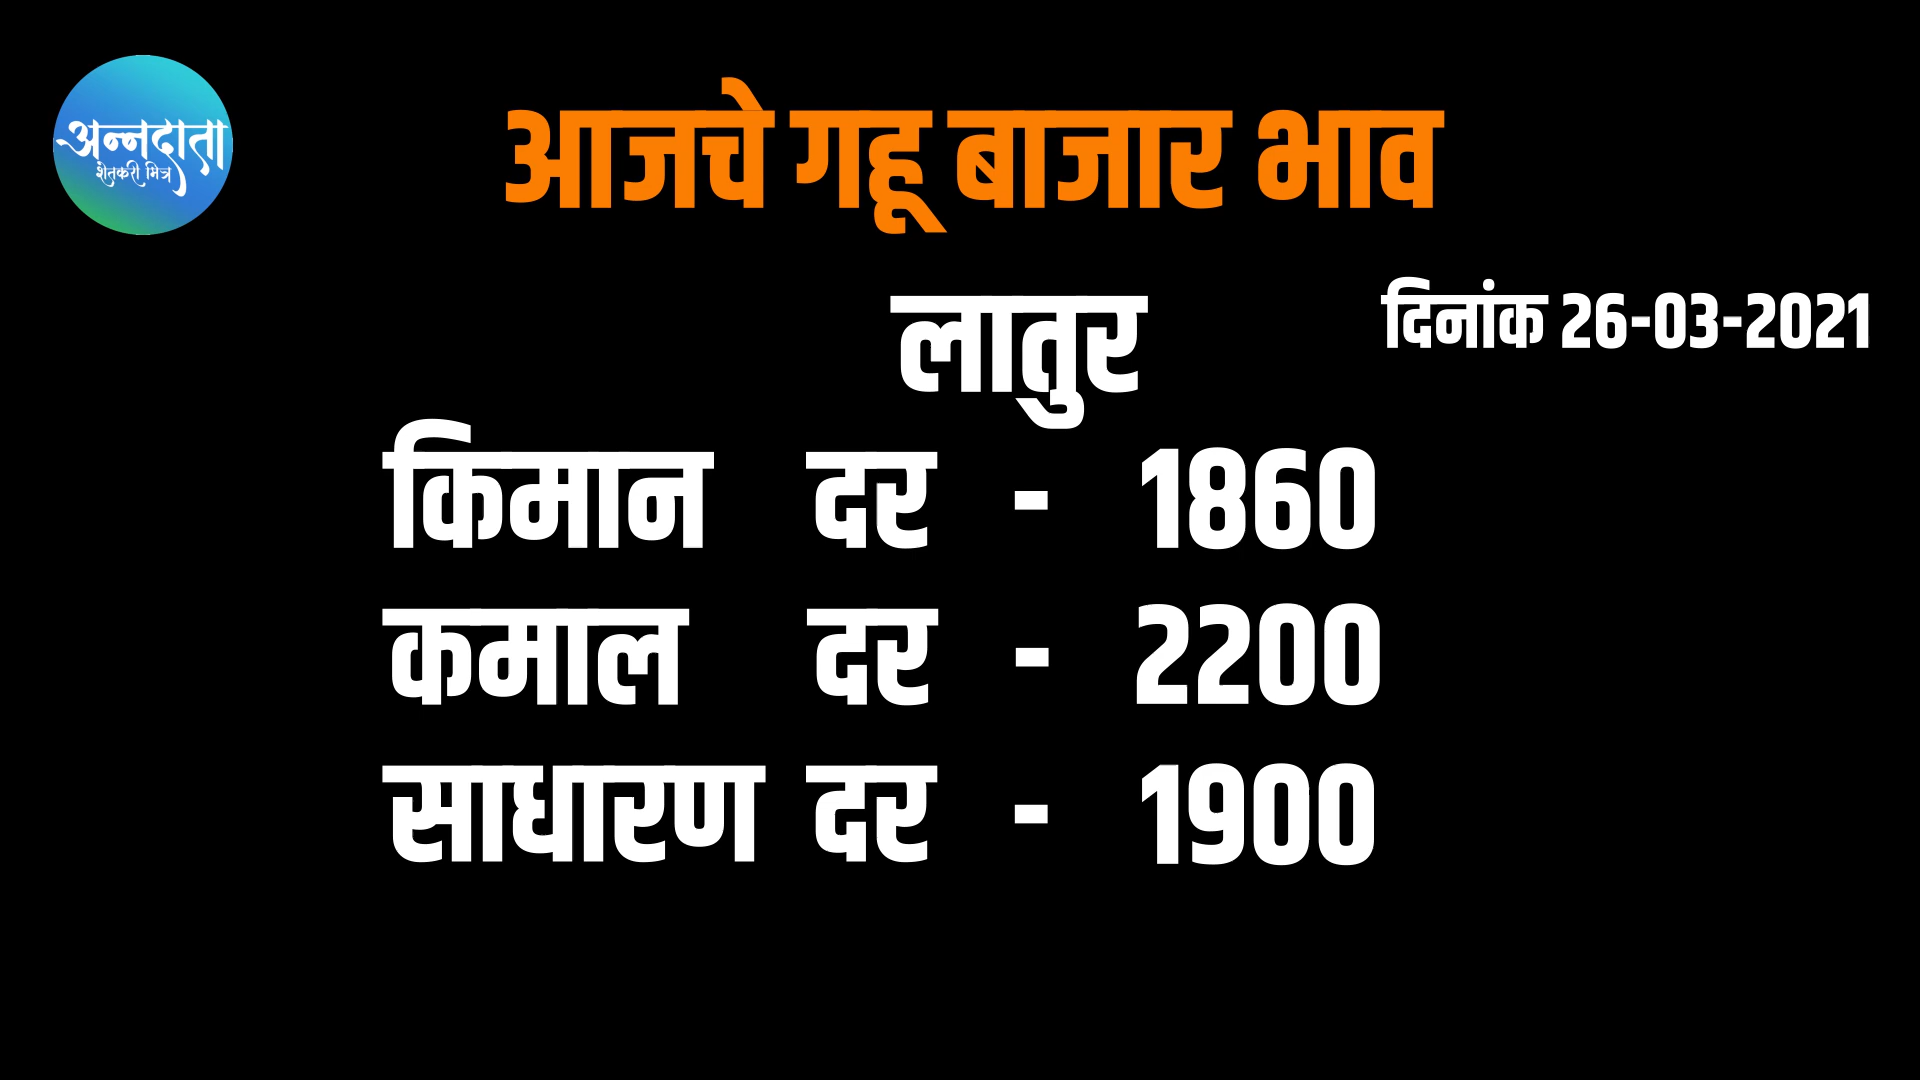 अन्नदाता
शेतकरी मित्र
आजचे गहू बाजार भाव
लातुर
दिनांक 26-03-2021
किमान दर - 1860
कमाल दर - 2200
साधारण दर - 1900